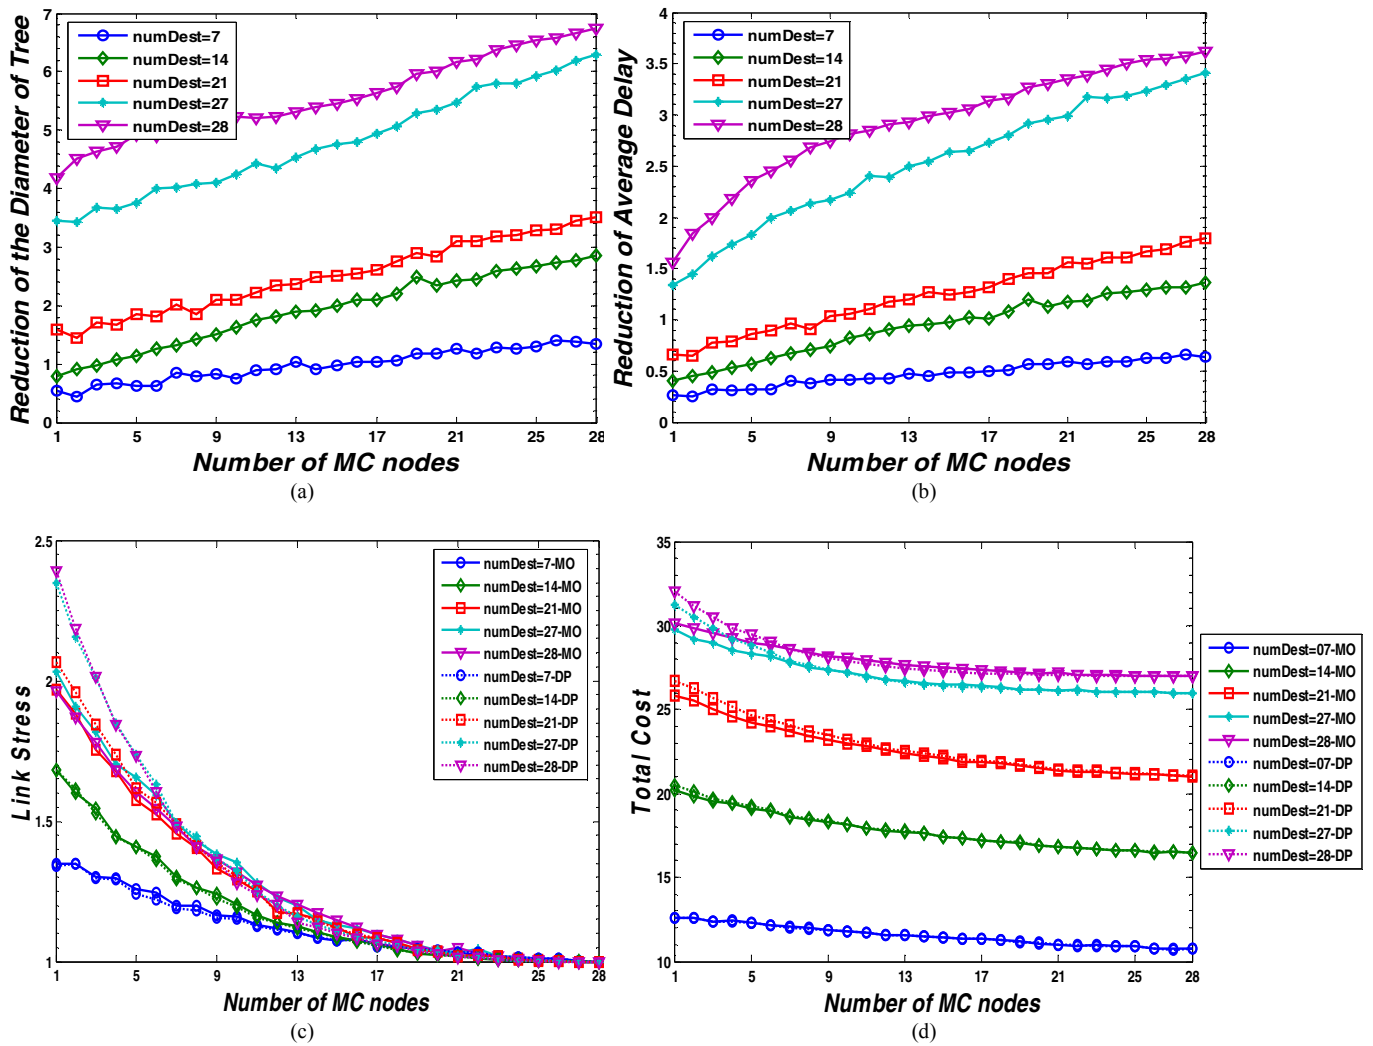 Reduction of the Diameter of Tree
7
6
5
4
3
2
1
0
numDest=7
numDest=14
numDest=21
numDest=27
numDest=28
1 5 9 13 17 21 25 28
Number of MC nodes
(a)
Reduction of Average Delay
4
3.5
3
2.5
2
1.5
1
0.5
0
numDest=7
numDest=14
numDest=21
numDest=27
numDest=28
1 5 9 13 17 21 25 28
Number of MC nodes
(b)
Link Stress
2.5
2
1.5
1
numDest=7-MO
numDest=14-MO
numDest=21-MO
numDest=27-MO
numDest=28-MO
numDest=7-DP
numDest=14-DP
numDest=21-DP
numDest=27-DP
numDest=28-DP
1 5 9 13 17 21 25 28
Number of MC nodes
(c)
Total Cost
35
30
25
20
15
10
1 5 9 13 17 21 25 28
Number of MC nodes
numDest=07-MO
numDest=14-MO
numDest=21-MO
numDest=27-MO
numDest=28-MO
numDest=07-DP
numDest=14-DP
numDest=21-DP
numDest=27-DP
numDest=28-DP
(d)